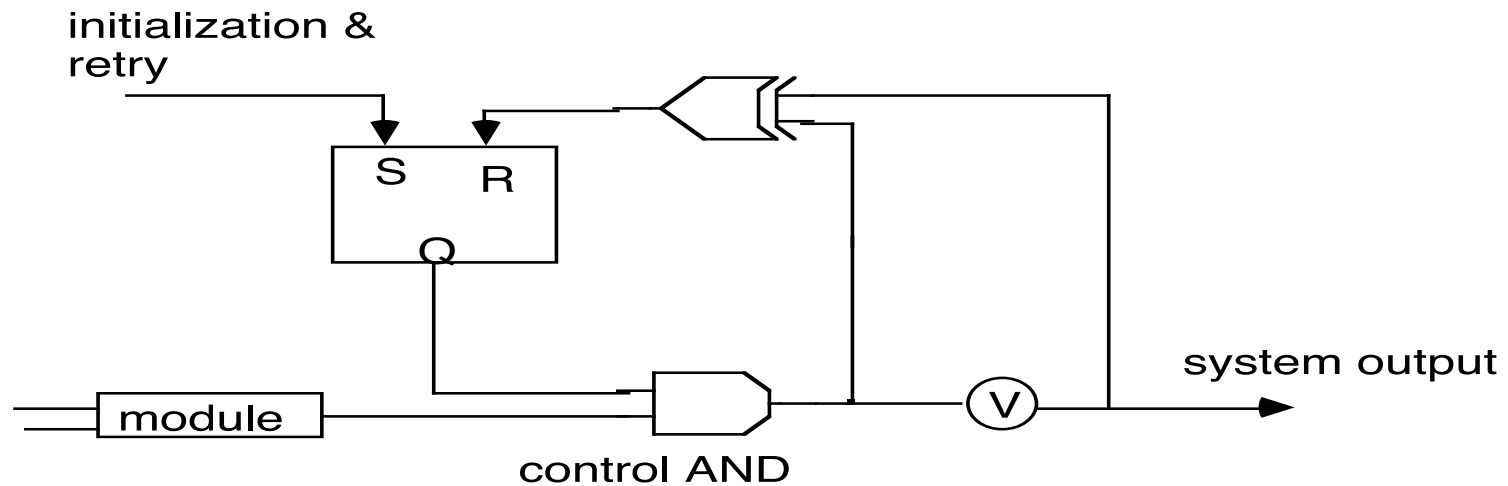 initialization &
retry
S
R
Q
system output
V
module
control AND